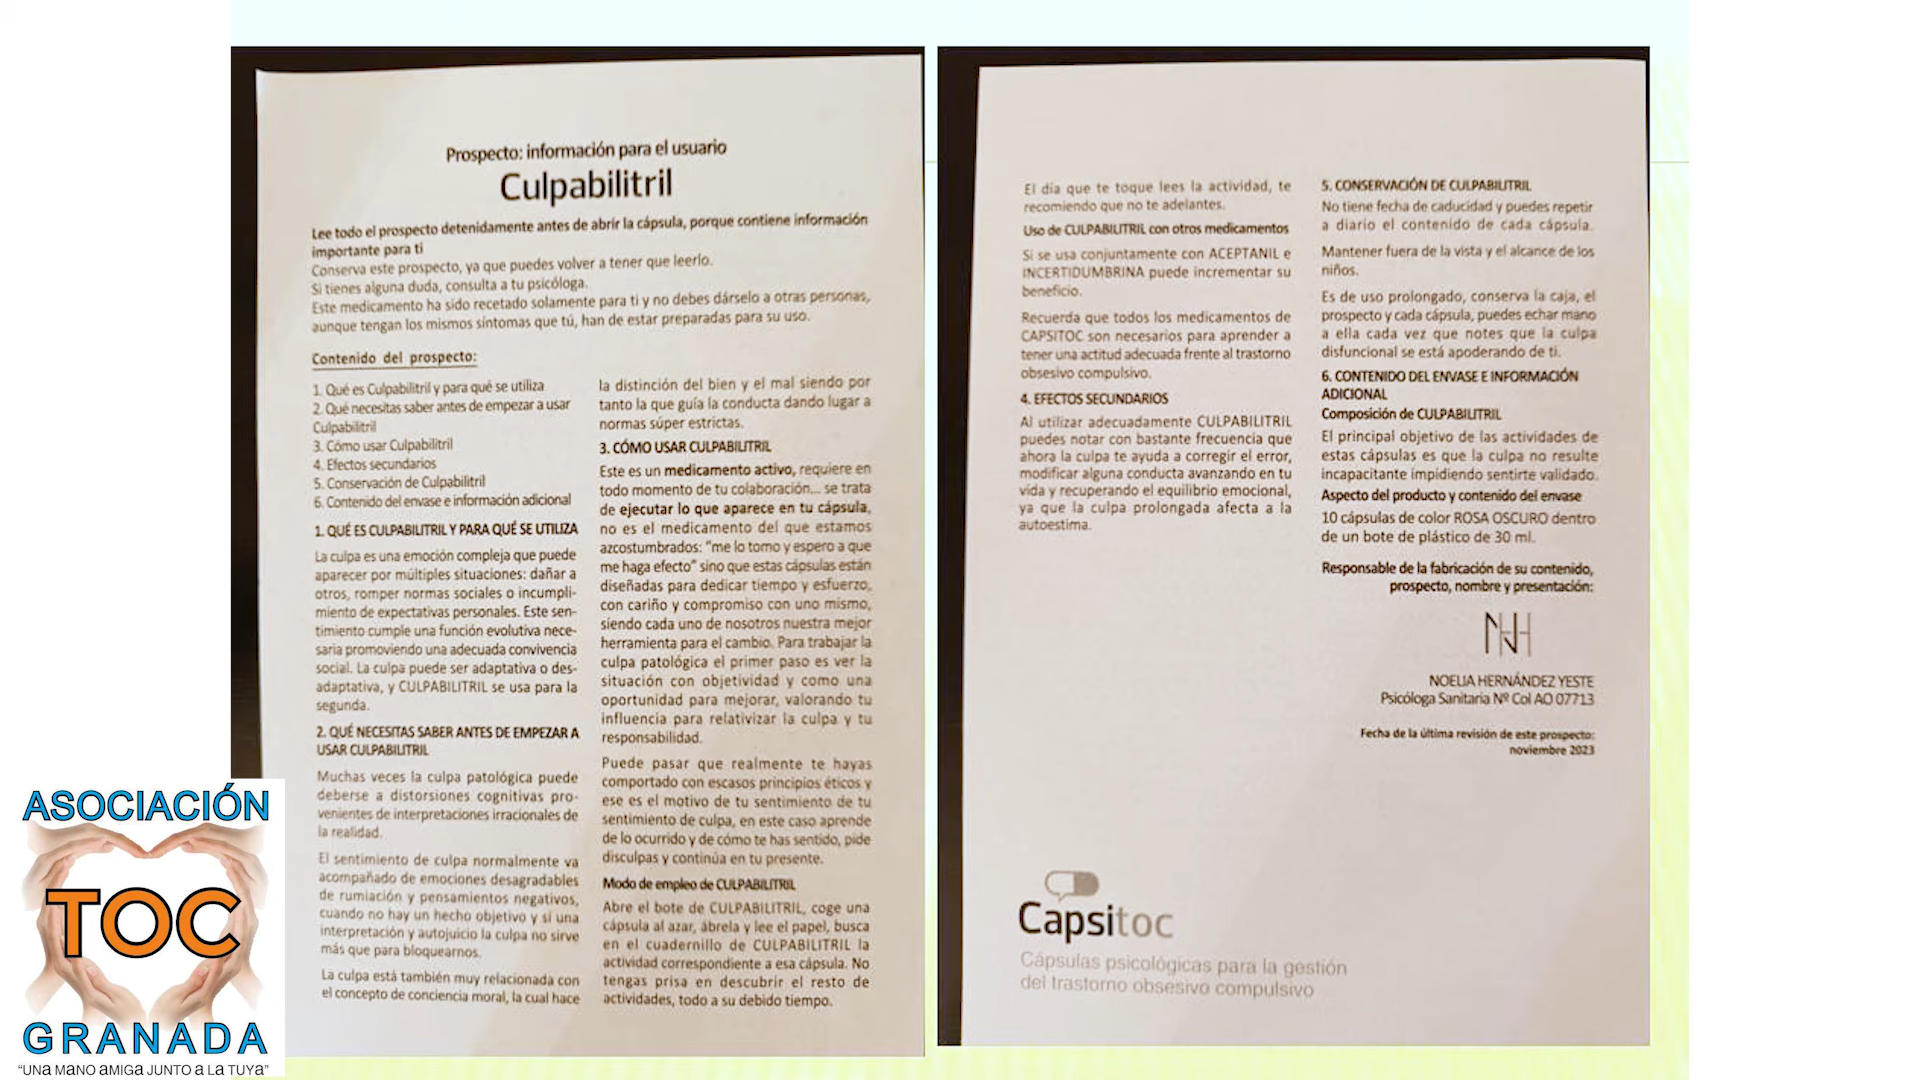 Prospecto: información para el usuario
Culpabilitril
Lee todo el prospecto detenidamente antes de abrir la cápsula, porque contiene información
importante para ti
Conserva este prospecto, ya que puedes volver a tener que leerlo.
Si tienes alguna duda, consulta a tu psicóloga.
Este medicamento ha sido recetado solamente para ti y no debes dárselo a otras personas,
aunque tengan los mismos síntomas que tú, han de estar preparadas para su uso.
Contenido del prospecto:
1. Qué es Culpabilitril y para qué se utiliza
2. Qué necesitas saber antes de empezar a usar
Culpabilitril
3. Cómo usar Culpabilitril
4. Efectos secundarios
5. Conservación de Culpabilitril
6. Contenido del envase e información adicional
1. QUÉ ES CULPABILITRIL Y PARA QUÉ SE UTILIZA
La culpa es una emoción compleja que puede
aparecer por múltiples situaciones: dañar a
otros, romper normas sociales o incumpli-
miento de expectativas personales. Este sen-
timiento cumple una función evolutiva nece-
saria promoviendo una adecuada convivencia
social. La culpa puede ser adaptativa o des-
adaptativa, y CULPABILITRIL se usa para la
segunda.
2. QUÉ NECESITAS SABER ANTES DE EMPEZAR A
USAR CULPABILITRIL
Muchas veces la culpa patológica puede
deberse a distorsiones cognitivas pro-
venientes de interpretaciones irracionales de
la realidad.
El sentimiento de culpa normalmente va
acompañado de emociones desagradables
de rumiación y pensamientos negativos,
cuando no hay un hecho objetivo y sí una
interpretación y autojuicio la culpa no sirve
más que para bloquearnos.
La culpa está también muy relacionada con
el concepto de conciencia moral, la cual hace
la distinción del bien y el mal siendo por
tanto la que guía la conducta dando lugar a
normas súper estrictas.
3. CÓMO USAR CULPABILITRIL
Este es un medicamento activo, requiere en
todo momento de tu colaboración... se trata
de ejecutar lo que aparece en tu cápsula,
no es el medicamento del que estamos
azcostumbrados: "me lo tomo y espero a que
me haga efecto" sino que estas cápsulas están
diseñadas para dedicar tiempo y esfuerzo,
con cariño y compromiso con uno mismo,
siendo cada uno de nosotros nuestra mejor
herramienta para el cambio. Para trabajar la
culpa patológica el primer paso es ver la
situación con objetividad y como una
oportunidad para mejorar, valorando tu
influencia para relativizar la culpa y tu
responsabilidad.
Puede pasar que realmente te hayas
comportado con escasos principios éticos y
ese es el motivo de tu sentimiento de tu
sentimiento de culpa, en este caso aprende
de lo ocurrido y de cómo te has sentido, pide
disculpas y continúa en tu presente.
Modo de empleo de CULPABILITRIL
Abre el bote de CULPABILITRIL, coge una
cápsula al azar, ábrela y lee el papel, busca
en el cuadernillo de CULPABILITRIL la
actividad correspondiente a esa cápsula. No
tengas prisa en descubrir el resto de
actividades, todo a su debido tiempo.
El día que te toque lees la actividad, te
recomiendo que no te adelantes.
Uso de CULPABILITRIL con otros medicamentos
Si se usa conjuntamente con ACEPTANIL e
INCERTIDUMBRINA puede incrementar su
beneficio.
Recuerda que todos los medicamentos de
CAPSITOC son necesarios para aprender a
tener una actitud adecuada frente al trastorno
obsesivo compulsivo.
4. EFECTOS SECUNDARIOS
Al utilizar adecuadamente CULPABILITRIL
puedes notar con bastante frecuencia que
ahora la culpa te ayuda a corregir el error,
modificar alguna conducta avanzando en tu
vida y recuperando el equilibrio emocional,
ya que la culpa prolongada afecta a la
autoestima.
5. CONSERVACIÓN DE CULPABILITRIL
No tiene fecha de caducidad y puedes repetir
a diario el contenido de cada cápsula.
Mantener fuera de la vista y el alcance de los
niños.
Es de uso prolongado, conserva la caja, el
prospecto y cada cápsula, puedes echar mano
a ella cada vez que notes que la culpa
disfuncional se está apoderando de ti.
6. CONTENIDO DEL ENVASE E INFORMACIÓN
ADICIONAL
Composición de CULPABILITRIL
El principal objetivo de las actividades de
estas cápsulas es que la culpa no resulte
incapacitante impidiendo sentirte validado.
Aspecto del producto y contenido del envase
10 cápsulas de color ROSA OSCURO dentro
de un bote de plástico de 30 ml.
Responsable de la fabricación de su contenido,
prospecto, nombre y presentación:
NOELIA HERNÁNDEZ YESTE
Psicóloga Sanitaria Nº Col AO 07713
Fecha de la última revisión de este prospecto:
noviembre 2023
Capsitoc
Cápsulas psicológicas para la gestión
del trastorno obsesivo compulsivo
ASOCIACIÓN
TOC
GRANADA
"UNa MaNO aMIGa JUNTO a La TUYa"